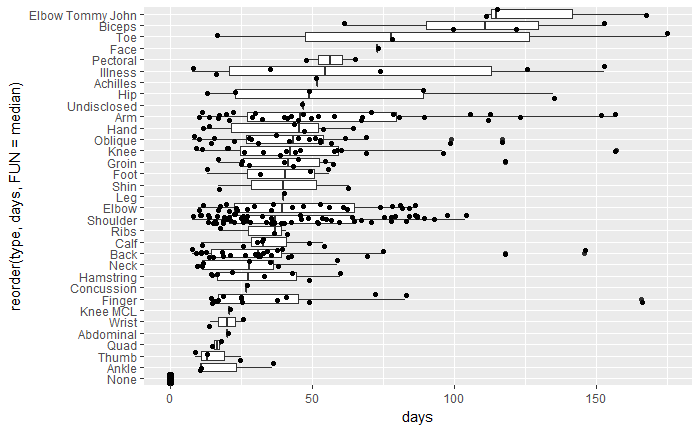 reorder(type, days, FUN = median)
Elbow Tommy John
Biceps
Toe
Face
Pectoral
Illness
Achilles
Hip
Undisclosed
Arm
Hand
Oblique
Knee
Groin
Foot
Shin
Leg
Elbow
Shoulder
Ribs
Calf
Back
Neck
Hamstring
Concussion
Finger
Knee MCL
Wrist
Abdominal
Quad
Thumb
Ankle
None
0 50 100 150
days